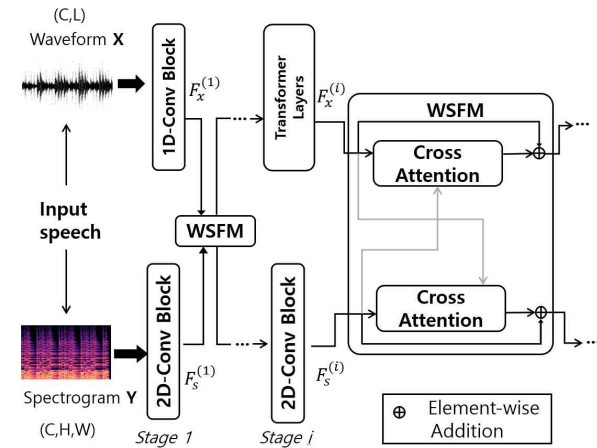 (C,L)
Waveform X
Input
speech
Spectrogram Y
(C,H,W)
1D-Conv Block
F_x^{(1)}
WSFM
2D-Conv Block
F_s^{(1)}
Stage 1
...
Transformer
Layers
F_x^{(i)}
...
2D-Conv Block
F_s^{(i)}
Stage i
WSFM
Cross
Attention
⊕
...
Cross
Attention
⊕
...
⊕ Element-wise
Addition